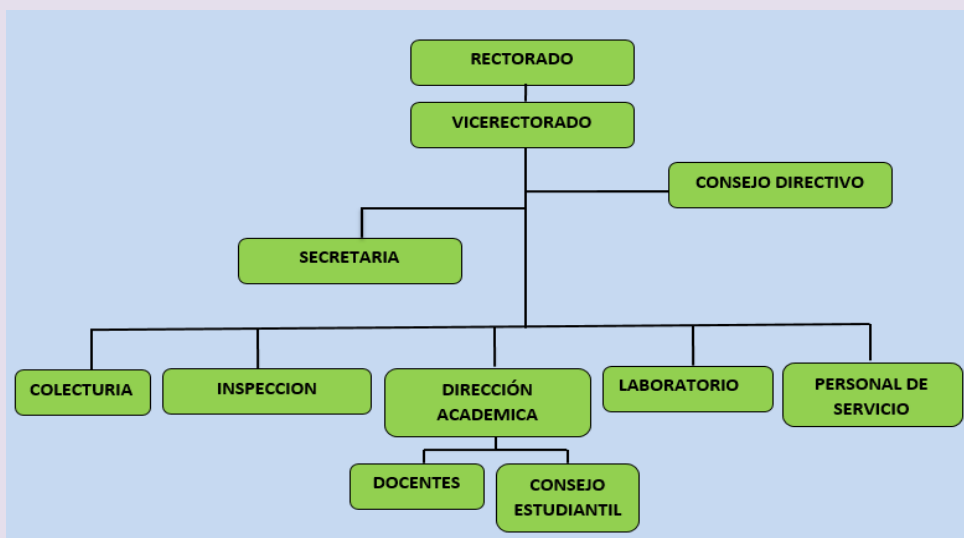 RECTORADO
VICERECTORADO
CONSEJO DIRECTIVO
SECRETARIA
COLECTURIA
INSPECCION
DIRECCIÓN
ACADEMICA
LABORATORIO
PERSONAL DE
SERVICIO
DOCENTES
CONSEJO
ESTUDIANTIL